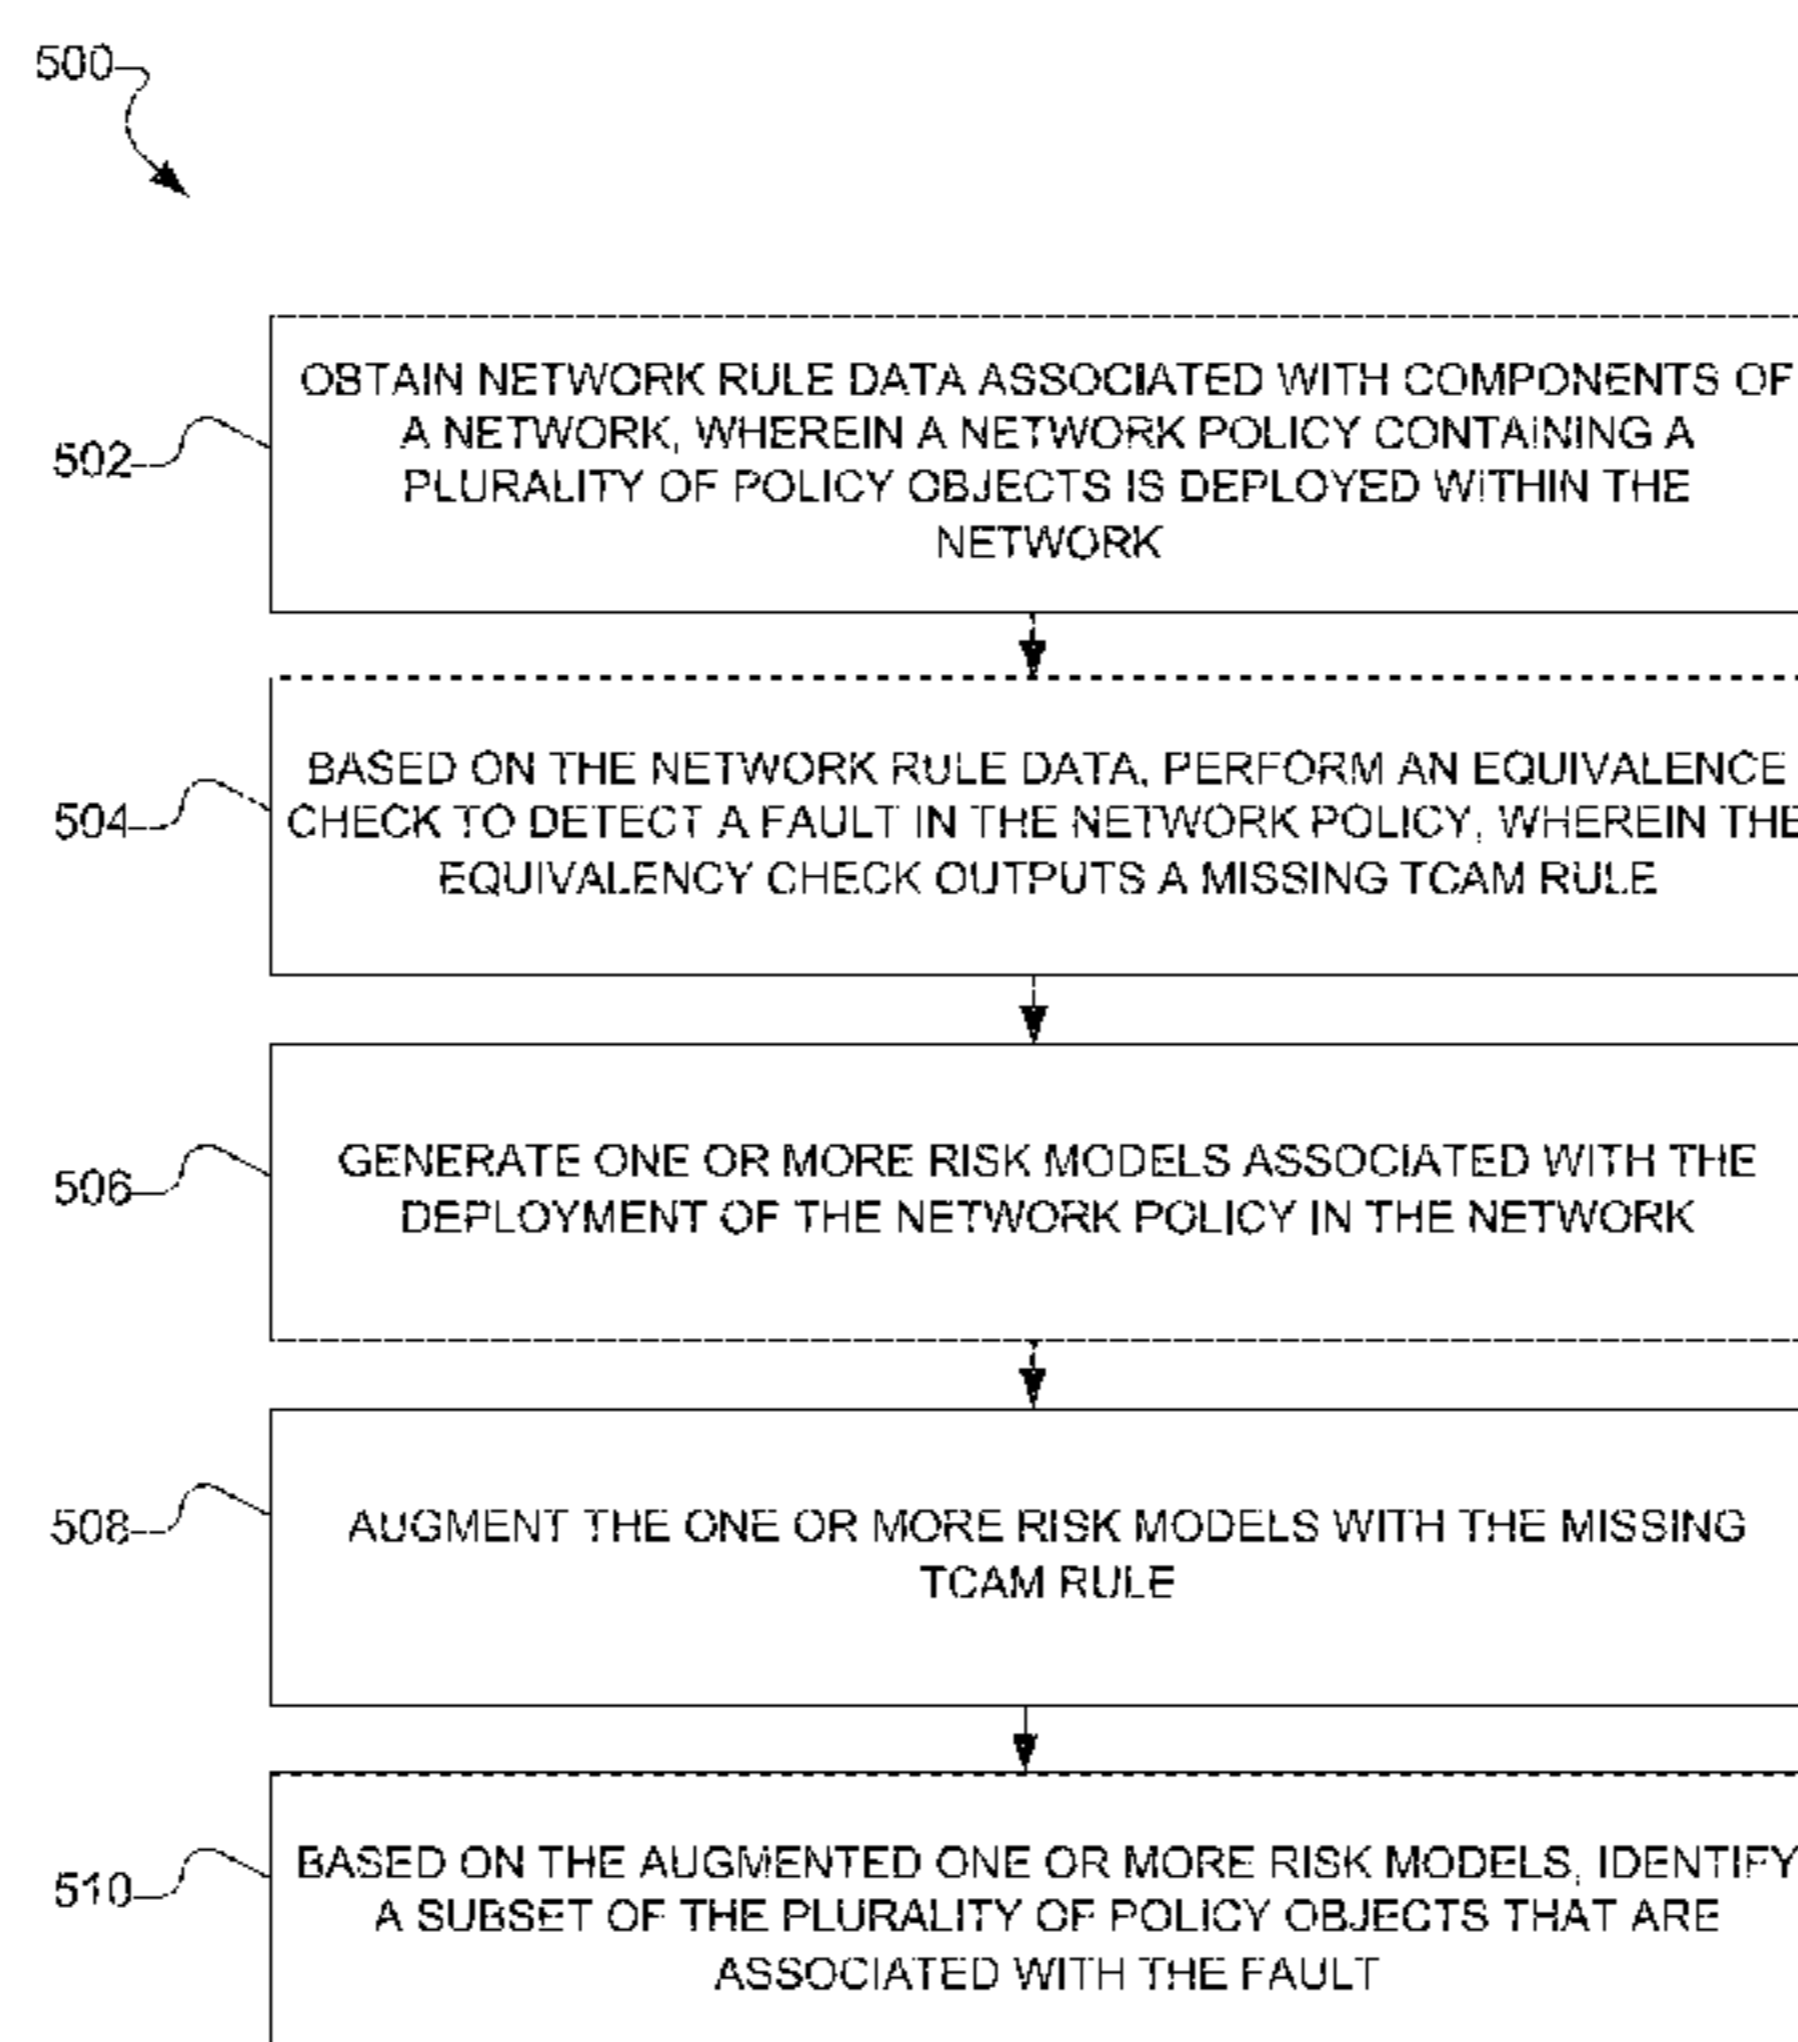 500
502
OBTAIN NETWORK RULE DATA ASSOCIATED WITH COMPONENTS OF
A NETWORK, WHEREIN A NETWORK POLICY CONTAINING A
PLURALITY OF POLICY OBJECTS IS DEPLOYED WITHIN THE
NETWORK
504
BASED ON THE NETWORK RULE DATA, PERFORM AN EQUIVALENCE
CHECK TO DETECT A FAULT IN THE NETWORK POLICY, WHEREIN THE
EQUIVALENCY CHECK OUTPUTS A MISSING TCAM RULE
506
GENERATE ONE OR MORE RISK MODELS ASSOCIATED WITH THE
DEPLOYMENT OF THE NETWORK POLICY IN THE NETWORK
508
AUGMENT THE ONE OR MORE RISK MODELS WITH THE MISSING
TCAM RULE
510
BASED ON THE AUGMENTED ONE OR MORE RISK MODELS, IDENTIFY
A SUBSET OF THE PLURALITY OF POLICY OBJECTS THAT ARE
ASSOCIATED WITH THE FAULT